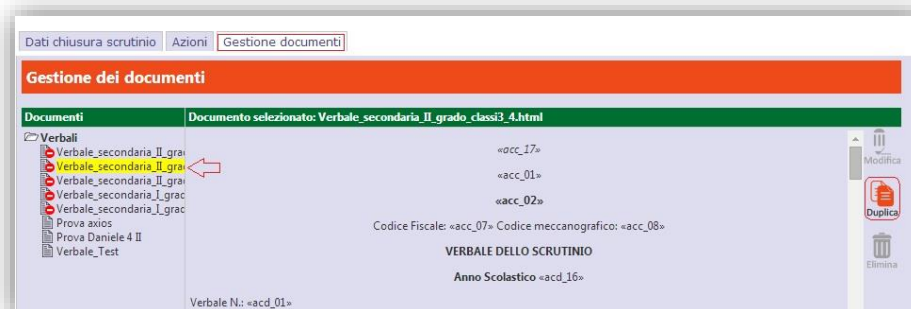 Dati chiusura scrutinio Azioni Gestione documenti
Gestione dei documenti
Documenti Documento selezionato: Verbale_secondaria_II_grado_classi3_4.html
Verbali
Verbale_secondaria_II_grad
Verbale_secondaria_II_grad
Verbale_secondaria_II_grad
Verbale_secondaria_I_grad
Verbale_secondaria_I_grad
Prova axios
Prova Daniele 4 II
Verbale_Test
«acc_17»
«acc_01»
«acc_02»
Codice Fiscale: «acc_07» Codice meccanografico: «acc_08»
VERBALE DELLO SCRUTINIO
Anno Scolastico «acd_16»
Verbale N.: «acd_01»
Modifica
Duplica
Elimina